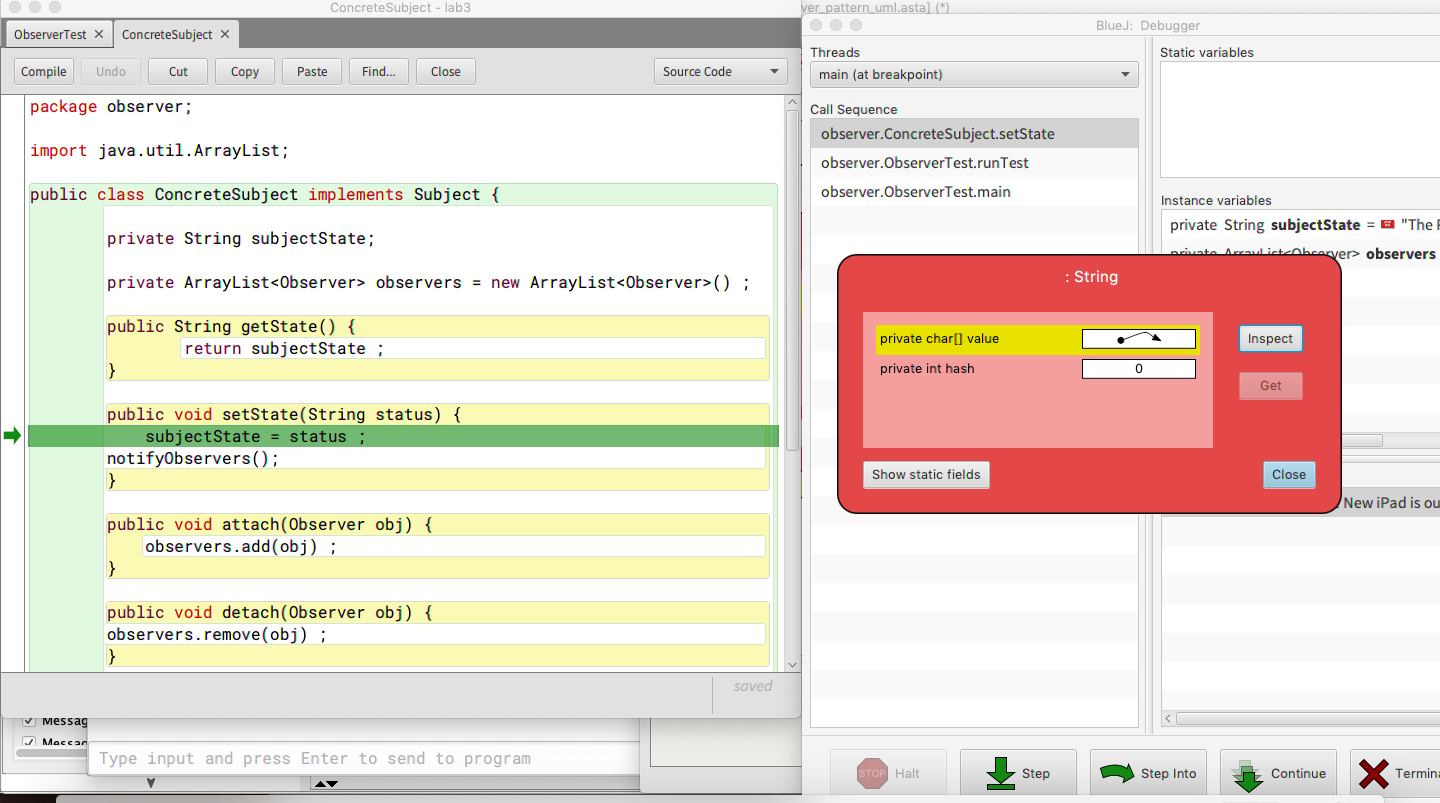 ConcreteSubject - lab3
ver_pattern_uml.asta] (*)
ObserverTest ✕
ConcreteSubject ✕
Compile Undo Cut Copy Paste Find... Close Source Code
package observer;
import java.util.ArrayList;
public class ConcreteSubject implements Subject {
private String subjectState;
private ArrayList<Observer> observers = new ArrayList<Observer>() ;
public String getState() {
return subjectState ;
}
public void setState(String status) {
subjectState = status ;
notifyObservers();
}
public void attach(Observer obj) {
observers.add(obj) ;
}
public void detach(Observer obj) {
observers.remove(obj) ;
}
saved
Messag
Messag
Type input and press Enter to send to program
BlueJ: Debugger
Threads
main (at breakpoint)
Call Sequence
observer.ConcreteSubject.setState
observer.ObserverTest.runTest
observer.ObserverTest.main
Static variables
Instance variables
private String subjectState = "The
private ArrayList<Observer> observers
: String
private char[] value
private int hash 0
Inspect
Get
Show static fields
Close
New iPad is ou
STOP Halt
Step
Step Into
Continue
Termina